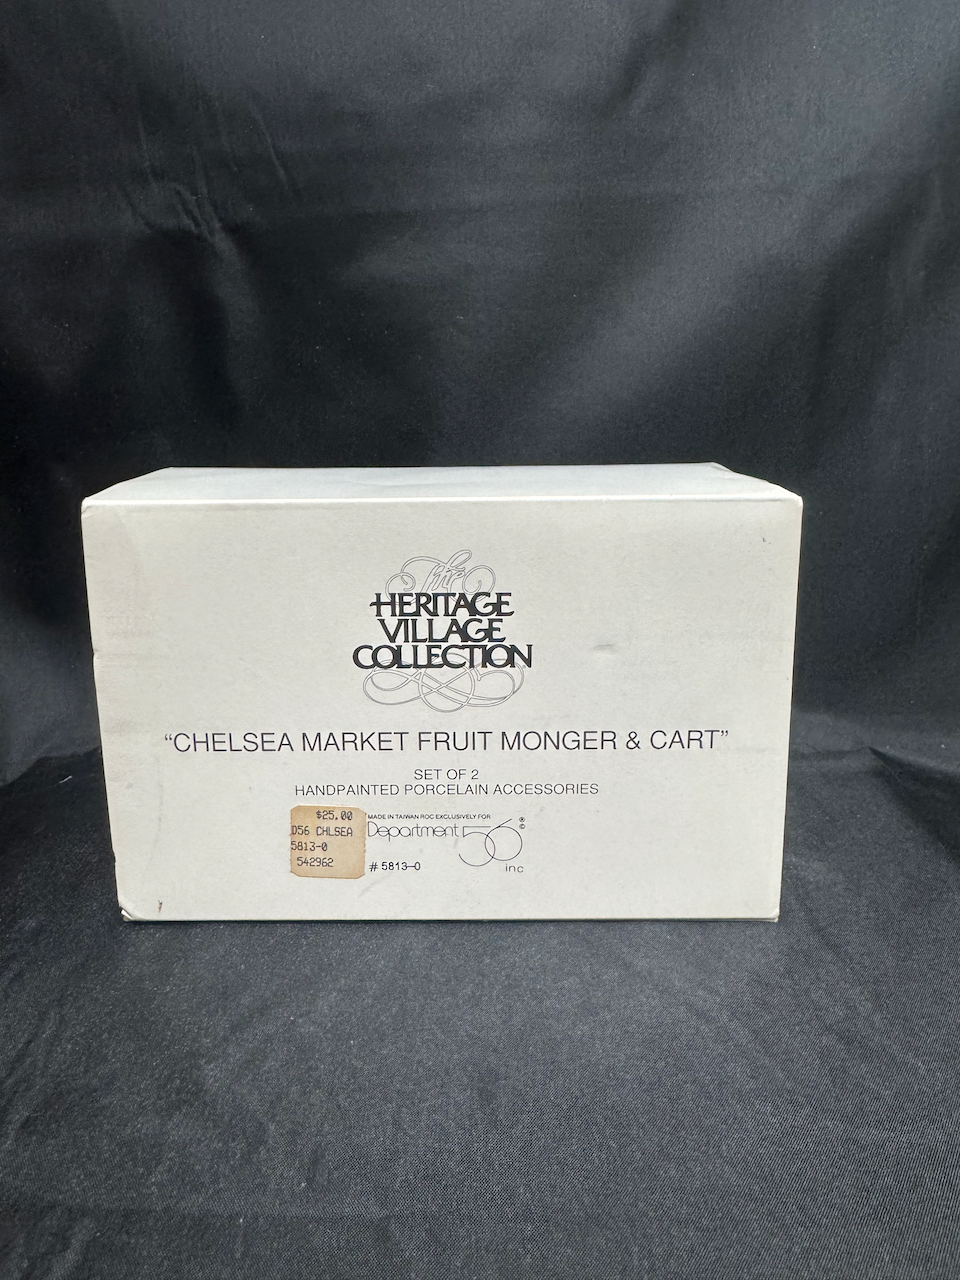 The
HERITAGE
VILLAGE
COLLECTION
“CHELSEA MARKET FRUIT MONGER & CART”
SET OF 2
HANDPAINTED PORCELAIN ACCESSORIES
$25.00
D56 CHLSEA
5813-0
542962
MADE IN TAIWAN ROC EXCLUSIVELY FOR
Department 56 ® ©
inc
# 5813-0